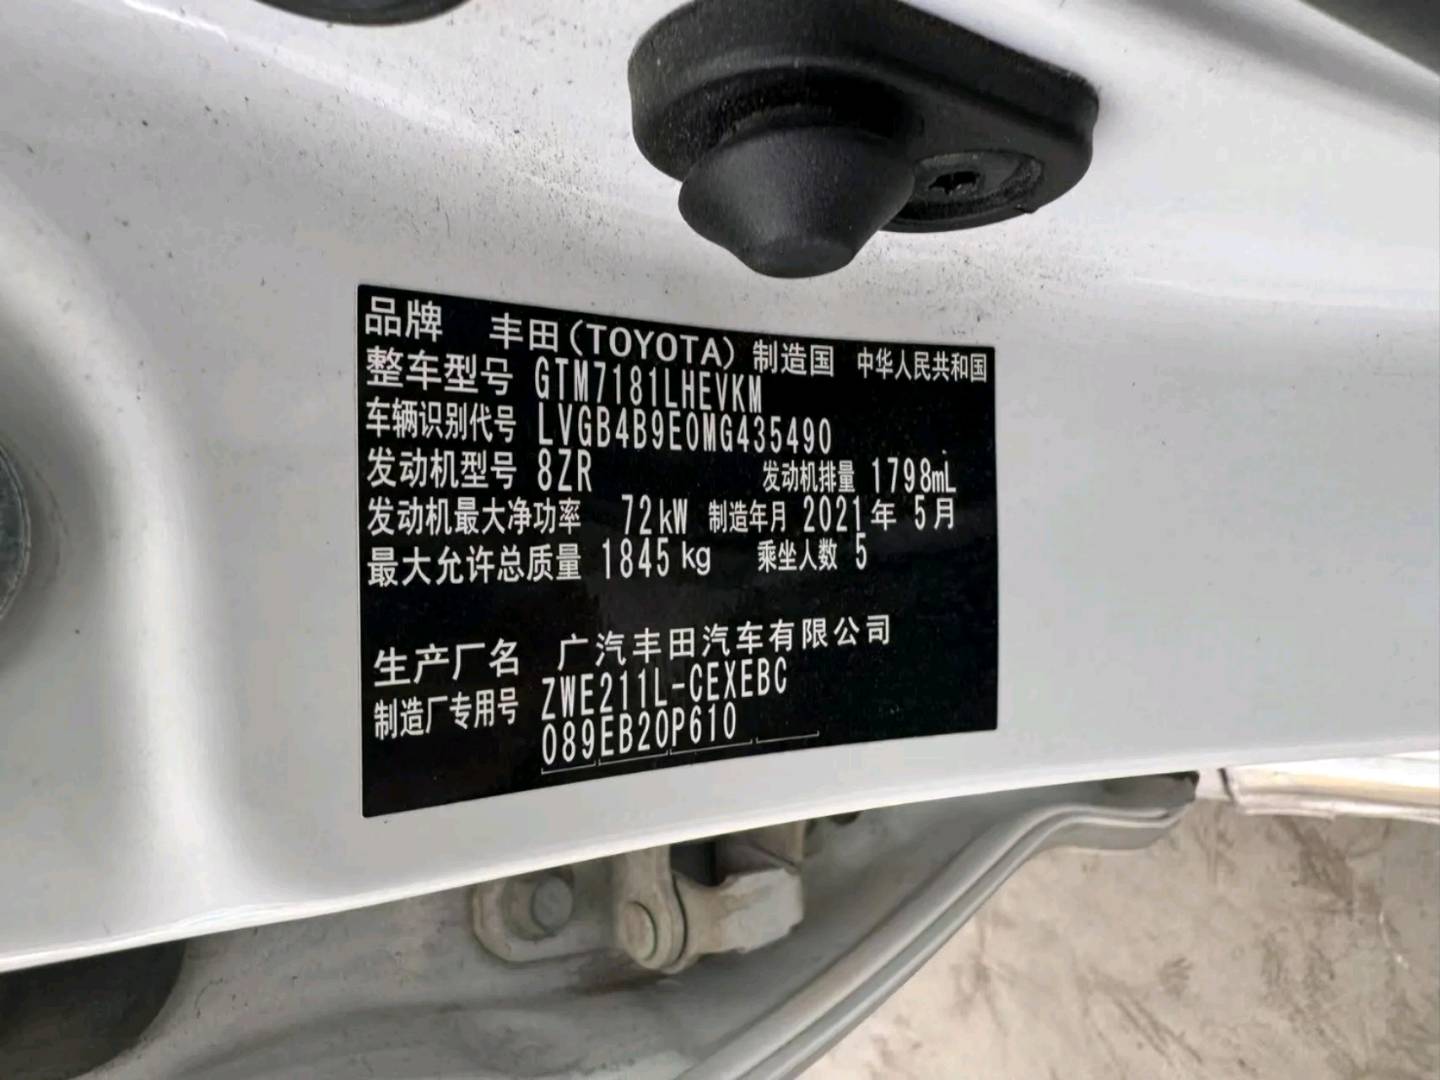 品牌 丰田(TOYOTA) 制造国 中华人民共和国
整车型号 GTM7181LHEVKM
车辆识别代号 LVGB4B9E0MG435490
发动机型号 8ZR 发动机排量 1798mL
发动机最大净功率 72kW 制造年月 2021年 5月
最大允许总质量 1845kg 乘坐人数 5
生产厂名 广汽丰田汽车有限公司
制造厂专用号 ZWE211L-CEXEBC
089EB20P610